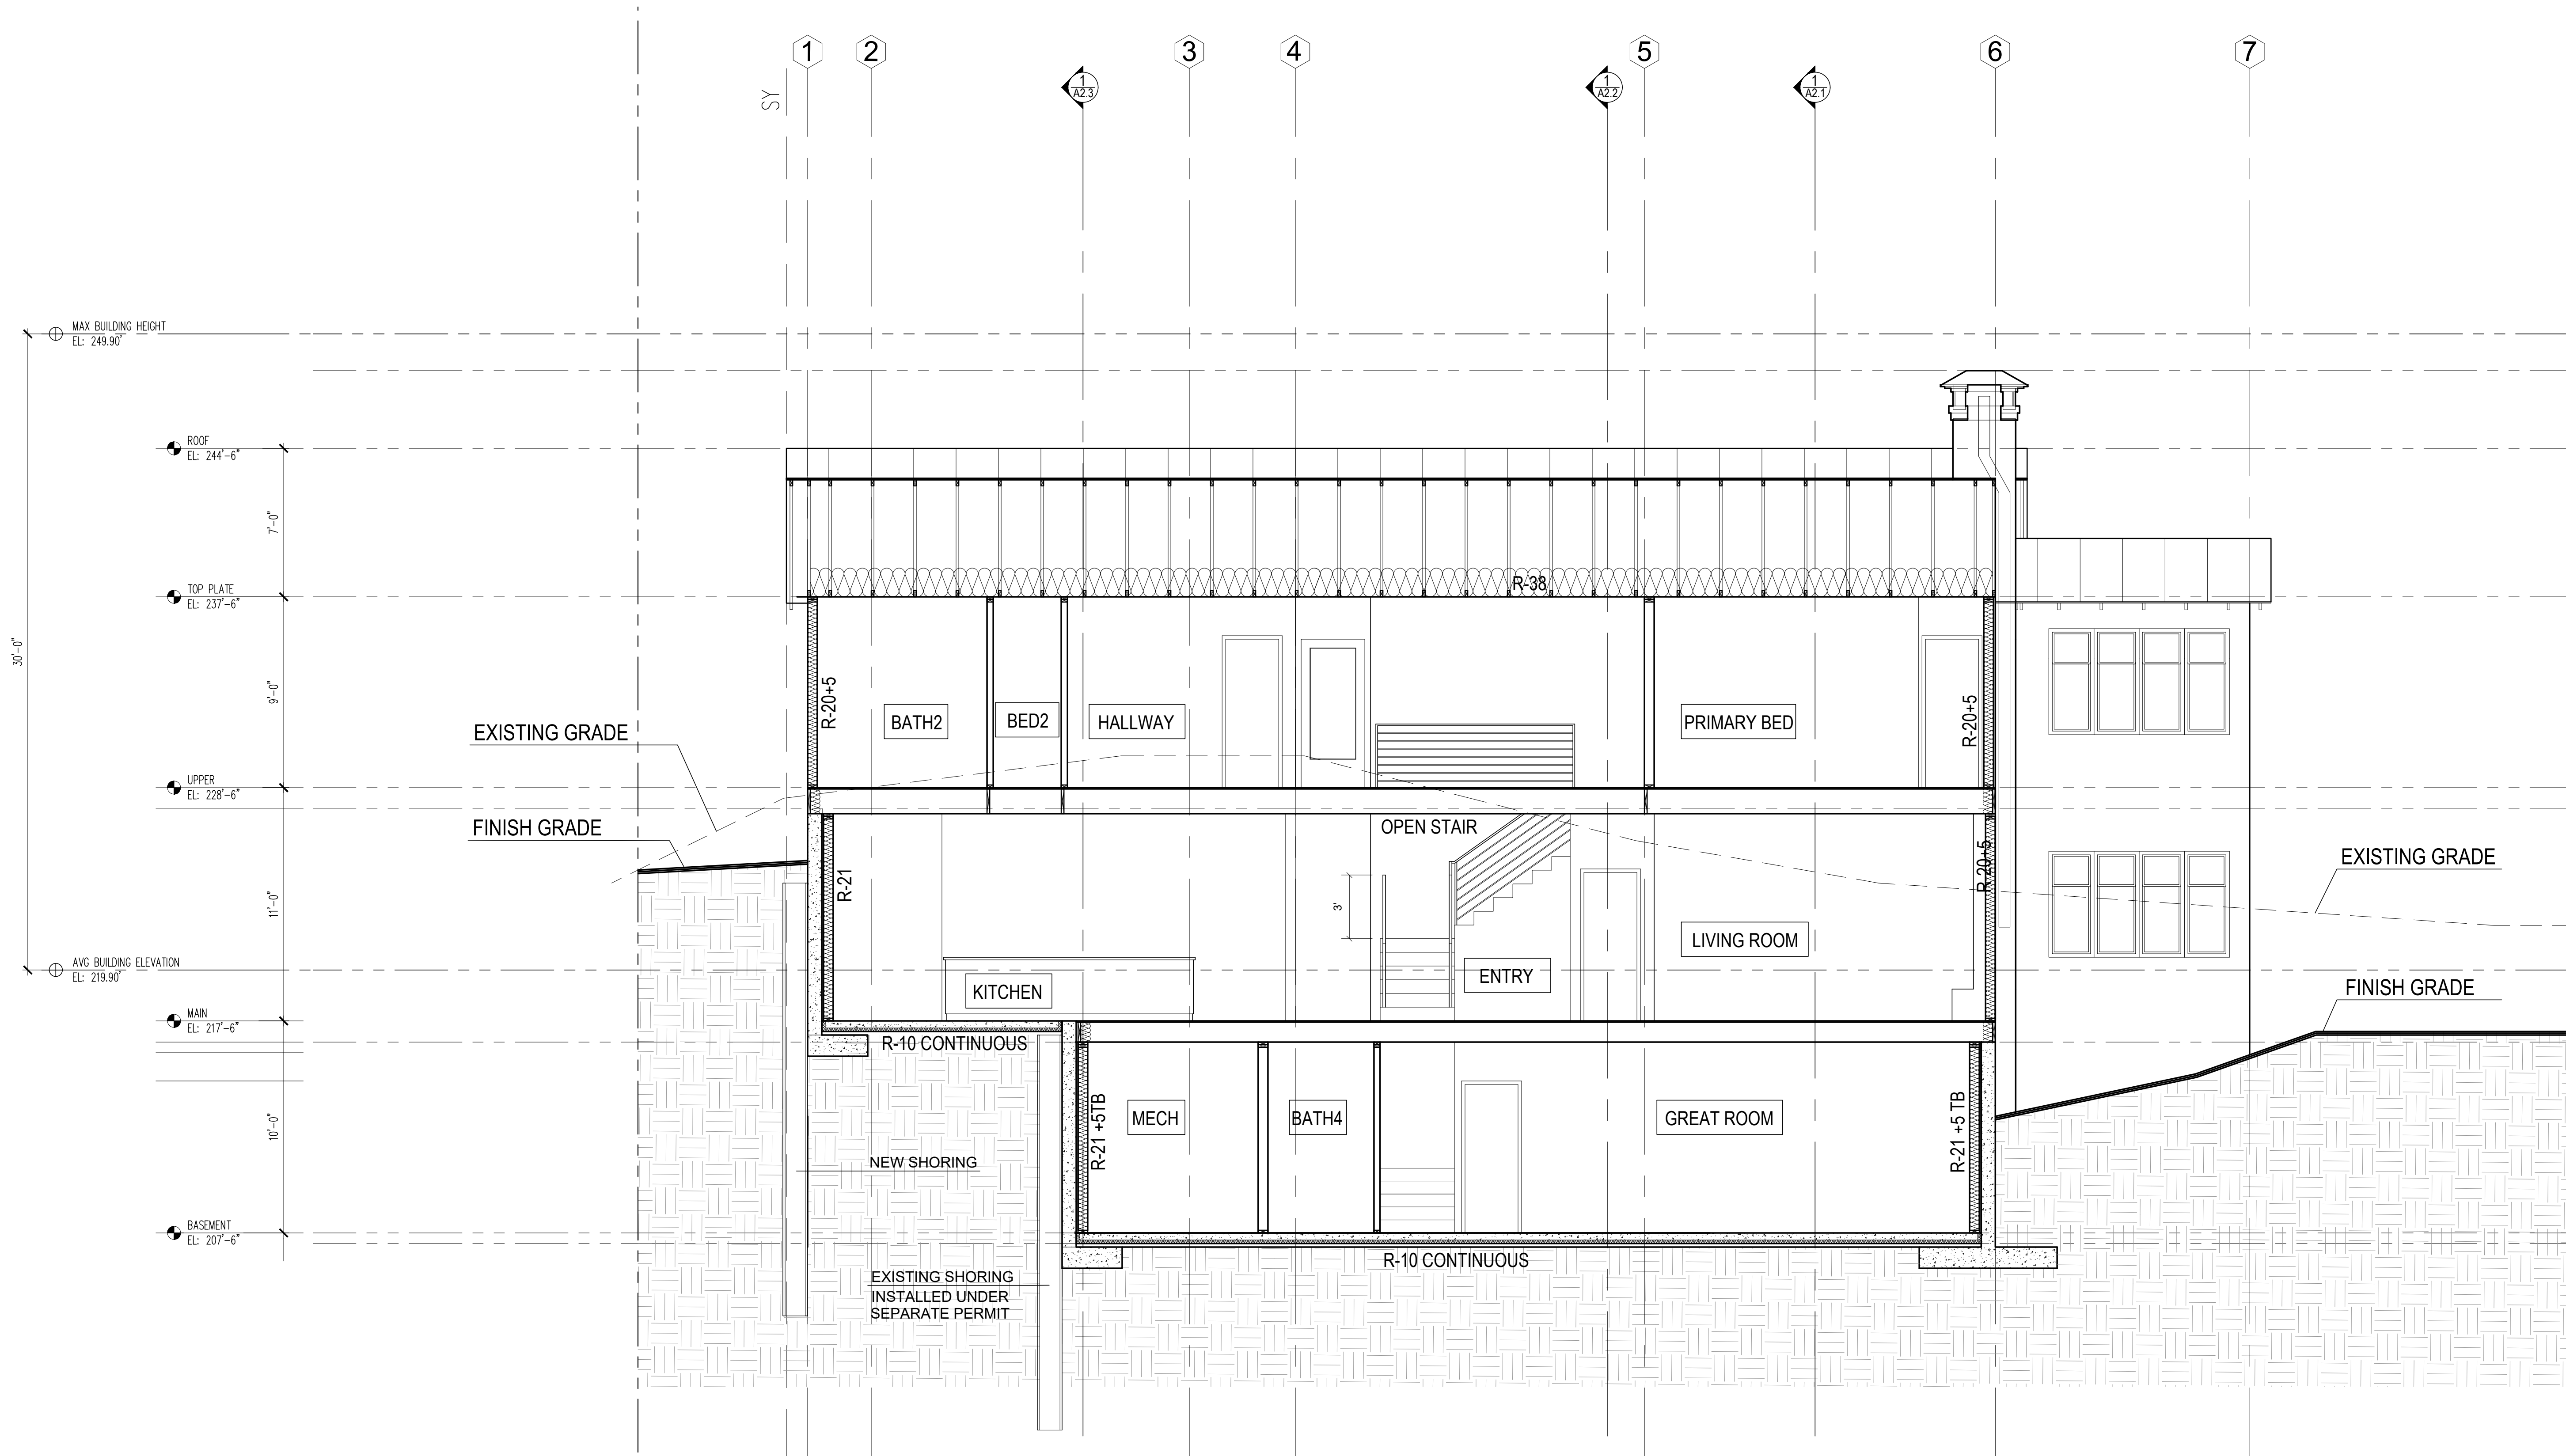 1
2
3
4
5
6
7
SY
1
A2.3
1
A2.2
1
A2.1
MAX BUILDING HEIGHT
EL: 249.90'
ROOF
EL: 244'-6"
7'-0"
R-38
TOP PLATE
EL: 237'-6"
30'-0"
9'-0"
R-20+5
BATH2
BED2
HALLWAY
PRIMARY BED
R-20+5
EXISTING GRADE
UPPER
EL: 228'-6"
FINISH GRADE
OPEN STAIR
11'-0"
R-21
3'
R-20+5
EXISTING GRADE
LIVING ROOM
AVG BUILDING ELEVATION
EL: 219.90'
KITCHEN
ENTRY
FINISH GRADE
MAIN
EL: 217'-6"
R-10 CONTINUOUS
10'-0"
R-21 +5TB
MECH
BATH4
GREAT ROOM
R-21 +5 TB
NEW SHORING
BASEMENT
EL: 207'-6"
R-10 CONTINUOUS
EXISTING SHORING
INSTALLED UNDER
SEPARATE PERMIT